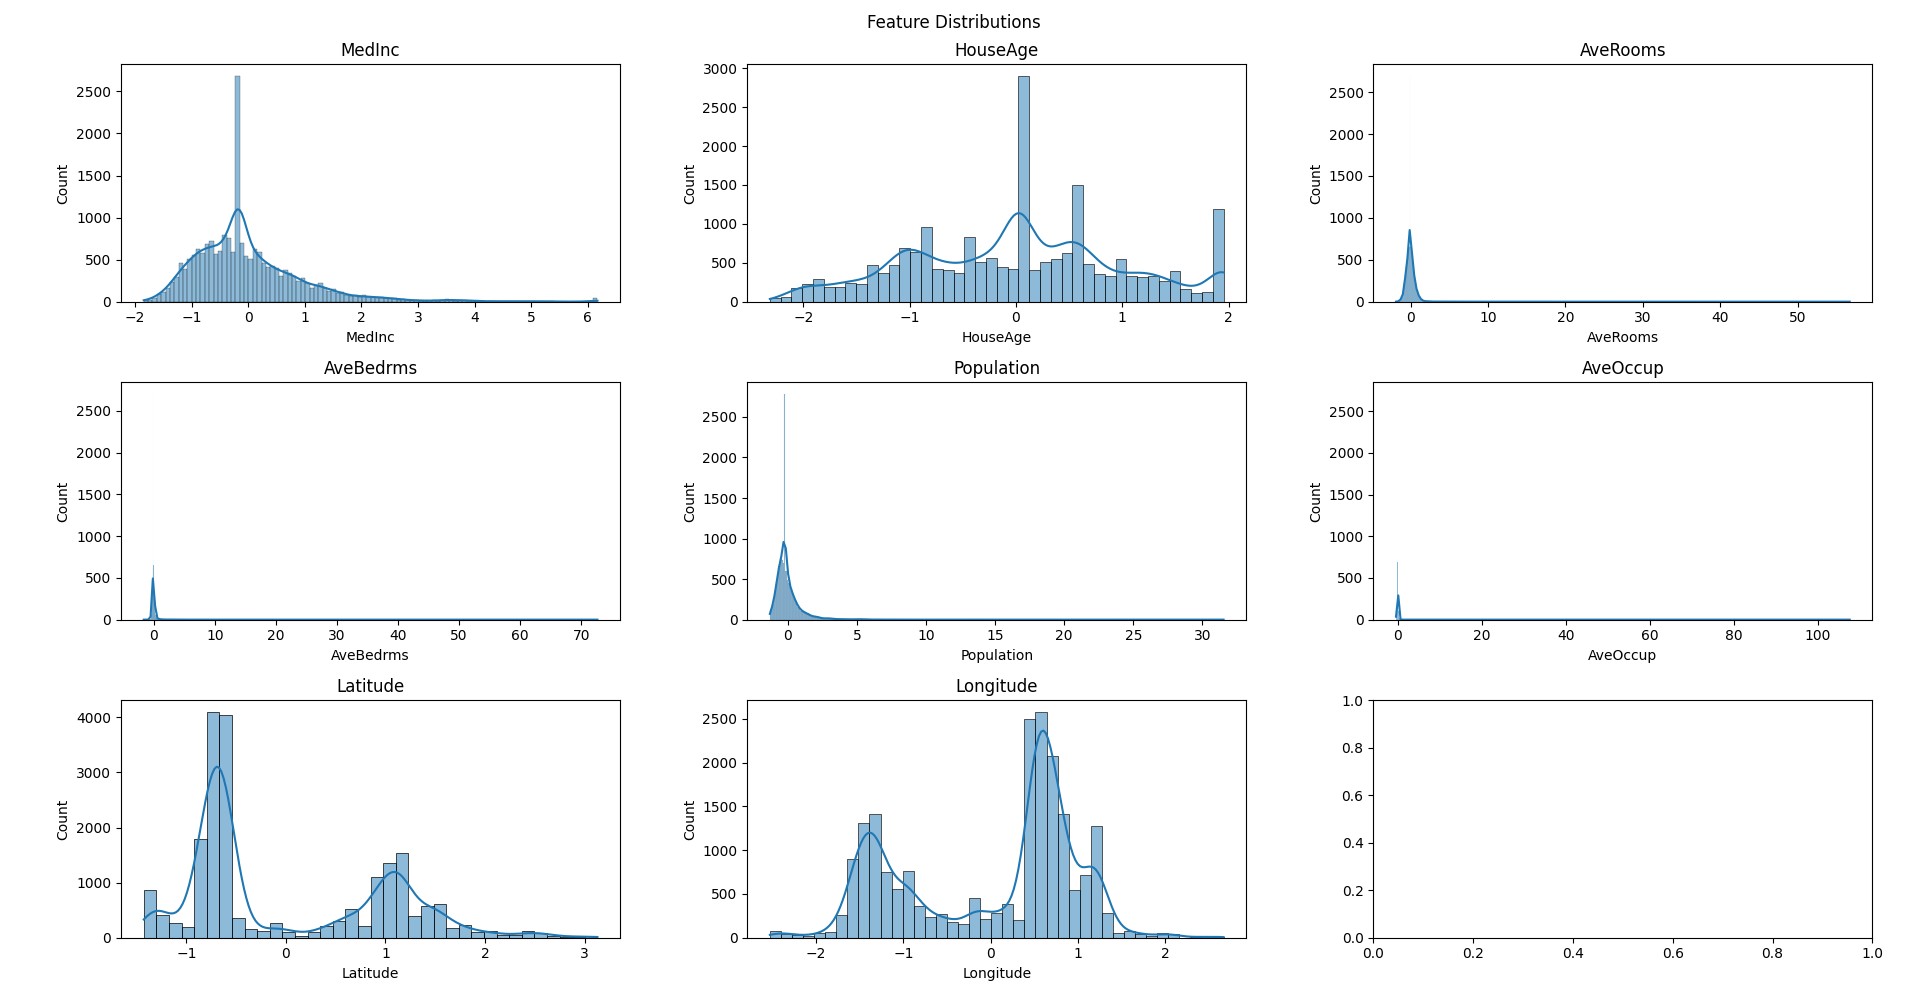 Feature Distributions
MedInc
HouseAge
AveRooms
2500
2000
1500
1000
500
0
Count
−2 −1 0 1 2 3 4 5 6
MedInc
3000
2500
2000
1500
1000
500
0
Count
−2 −1 0 1 2
HouseAge
2500
2000
1500
1000
500
0
Count
0 10 20 30 40 50
AveRooms
AveBedrms
Population
AveOccup
2500
2000
1500
1000
500
0
Count
0 10 20 30 40 50 60 70
AveBedrms
2500
2000
1500
1000
500
0
Count
0 5 10 15 20 25 30
Population
2500
2000
1500
1000
500
0
Count
0 20 40 60 80 100
AveOccup
Latitude
Longitude
4000
3000
2000
1000
0
Count
−1 0 1 2 3
Latitude
2500
2000
1500
1000
500
0
Count
−2 −1 0 1 2
Longitude
1.0
0.8
0.6
0.4
0.2
0.0
0.0 0.2 0.4 0.6 0.8 1.0